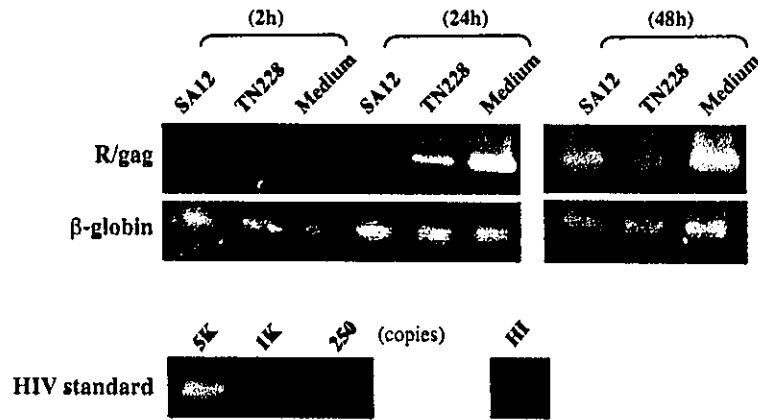 (2h) (24h) (48h)
SA12 TN228 Medium SA12 TN228 Medium SA12 TN228 Medium
R/gag
β-globin
5K 1K 250 (copies) HI
HIV standard